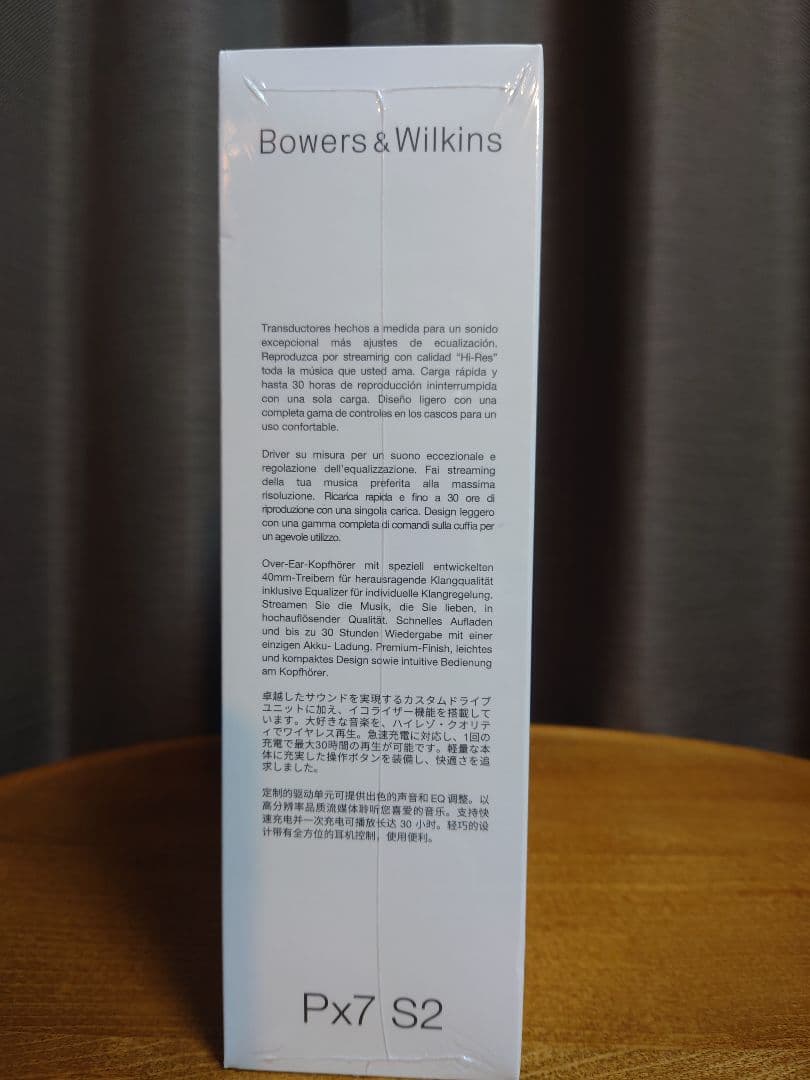 Bowers & Wilkins
Transductores hechos a medida para un sonido
excepcional más ajustes de ecualización.
Reproduzca por streaming con calidad “Hi-Res”
toda la música que usted ama. Carga rápida y
hasta 30 horas de reproducción ininterrumpida
con una sola carga. Diseño ligero con una
completa gama de controles en los cascos para un
uso confortable.
Driver su misura per un suono eccezionale e
regolazione dell'equalizzazione. Fai streaming
della tua musica preferita alla massima
risoluzione. Ricarica rapida e fino a 30 ore di
riproduzione con una singola carica. Design leggero
con una gamma completa di comandi sulla cuffia per
un agevole utilizzo.
Over-Ear-Kopfhörer mit speziell entwickelten
40mm-Treibern für herausragende Klangqualität
inklusive Equalizer für individuelle Klangregelung.
Streamen Sie die Musik, die Sie lieben, in
hochauflösender Qualität. Schnelles Aufladen
und bis zu 30 Stunden Wiedergabe mit einer
einzigen Akku- Ladung. Premium-Finish, leichtes
und kompaktes Design sowie intuitive Bedienung
am Kopfhörer.
卓越したサウンドを実現するカスタムドライブ
ユニットに加え、イコライザー機能を搭載して
います。大好きな音楽を、ハイレゾ・クオリテ
ィでワイヤレス再生。急速充電に対応し、1回の
充電で最大30時間の再生が可能です。軽量な本
体に充実した操作ボタンを装備し、快適さを追
求しました。
定制的驱动单元可提供出色的声音和 EQ 调整。以
高分辨率品质流媒体聆听您喜爱的音乐。支持快
速充电并一次充电可播放长达 30 小时。轻巧的设
计带有全方位的耳机控制，使用便利。
Px7 S2